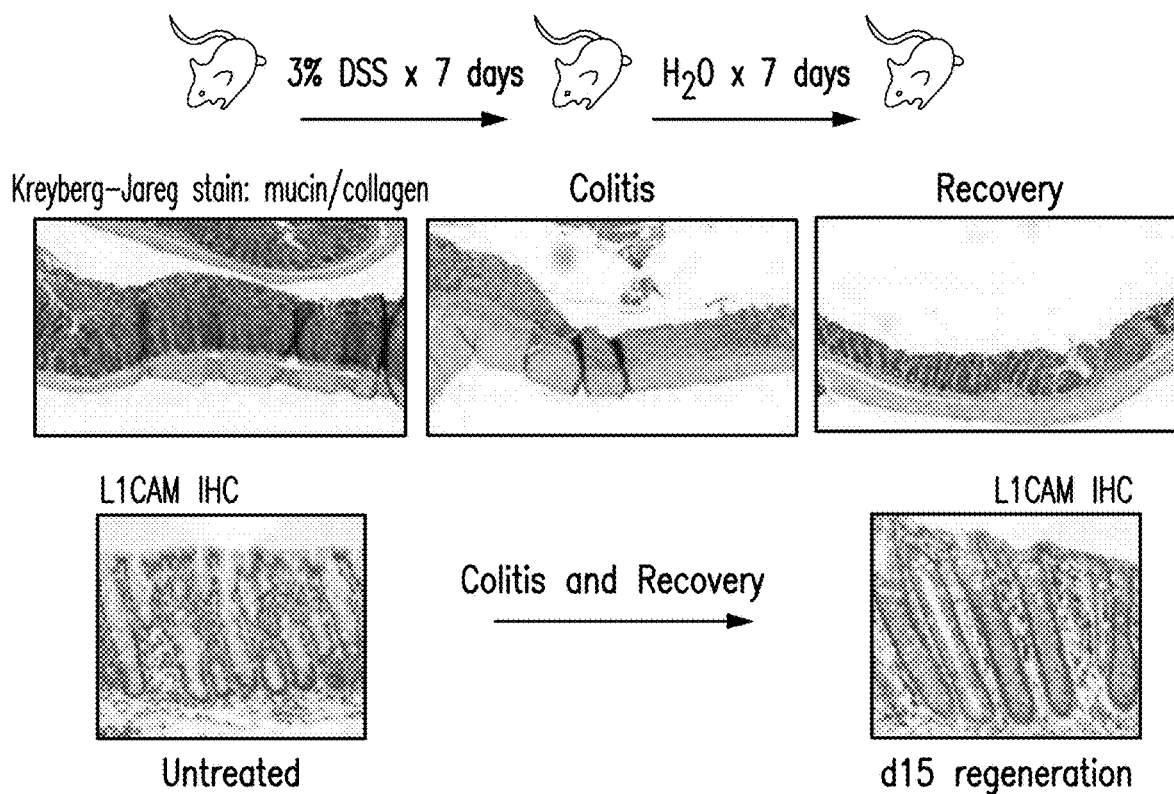 3% DSS x 7 days
H2O x 7 days
Kreyberg-Jareg stain: mucin/collagen
Colitis
Recovery
L1CAM IHC
L1CAM IHC
Colitis and Recovery
Untreated
d15 regeneration